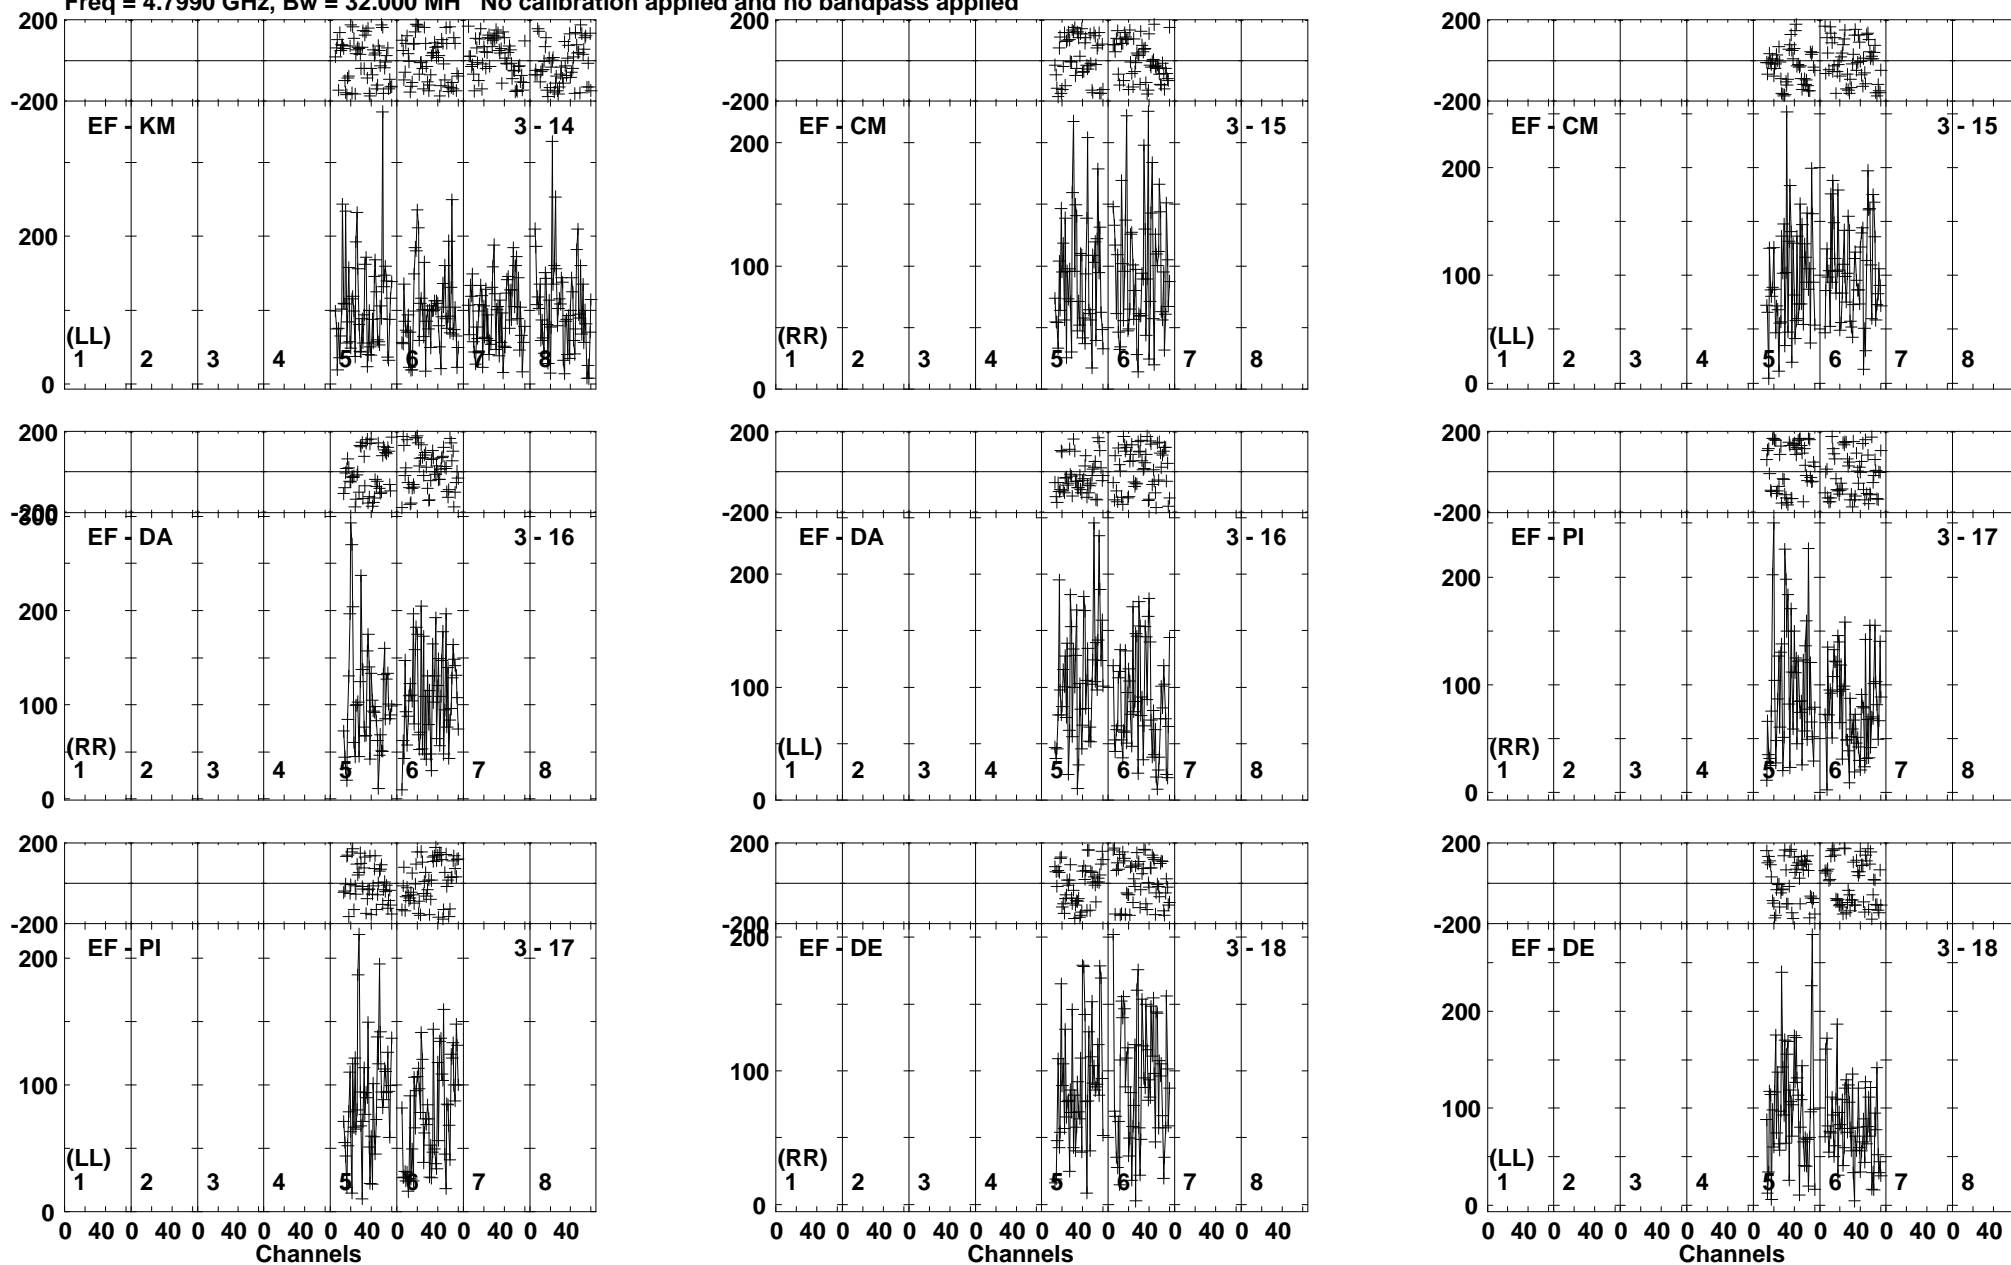 Freq = 4.7990 GHz, Bw = 32.000 MH No calibration applied and no bandpass applied
200 200 200
-200 -200 -200
EF - KM 3 - 14 EF - CM 3 - 15 EF - CM 3 - 15
200 200 200
100 100
(LL) (RR) (LL)
1 2 3 4 5 6 7 8 1 2 3 4 5 6 7 8 1 2 3 4 5 6 7 8
0 0 0
200 200 200
-200 -200 -200
300
EF - DA 3 - 16 EF - DA 3 - 16 EF - PI 3 - 17
200 200 200
100 100 100
(RR) (LL) (RR)
1 2 3 4 5 6 7 8 1 2 3 4 5 6 7 8 1 2 3 4 5 6 7 8
0 0 0
200 200 200
-200 -200 -200
200
EF - PI 3 - 17 EF - DE 3 - 18 EF - DE 3 - 18
200 200
100 100 100
(LL) (RR) (LL)
1 2 3 4 5 6 7 8 1 2 3 4 5 6 7 8 1 2 3 4 5 6 7 8
0 0
0 40 0 40 0 40 0 40 0 40 0 40 0 40 0 40 0 40 0 40 0 40 0 40 0 40 0 40 0 40 0 40 0 40 0 40 0 40 0 40 0 40 0 40 0 40 0 40
Channels Channels Channels